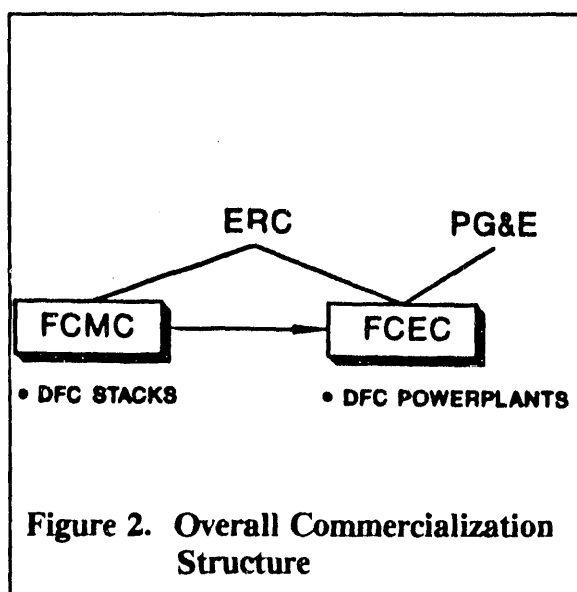 ERC PG&E
FCMC FCEC
• DFC STACKS • DFC POWERPLANTS
Figure 2. Overall Commercialization
Structure